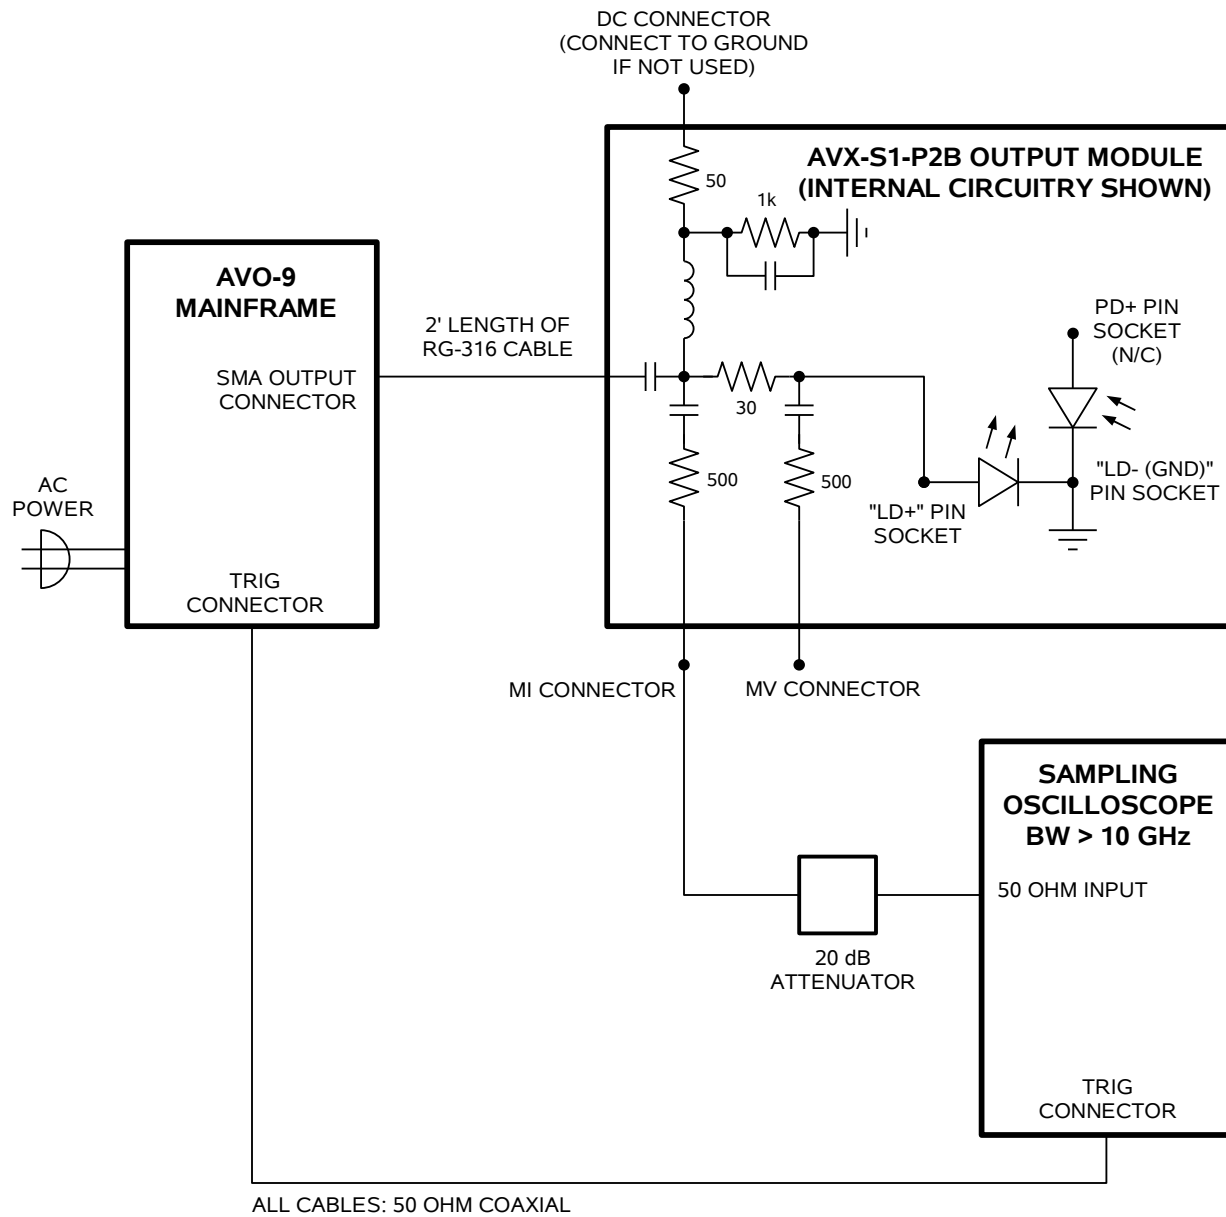 DC CONNECTOR
(CONNECT TO GROUND
IF NOT USED)
AVX-S1-P2B OUTPUT MODULE
(INTERNAL CIRCUITRY SHOWN)
50
1k
AVO-9
MAINFRAME
2' LENGTH OF
RG-316 CABLE
SMA OUTPUT
CONNECTOR
PD+ PIN
SOCKET
(N/C)
30
500
500
"LD+" PIN
SOCKET
"LD- (GND)"
PIN SOCKET
AC
POWER
TRIG
CONNECTOR
MI CONNECTOR
MV CONNECTOR
SAMPLING
OSCILLOSCOPE
BW > 10 GHz
50 OHM INPUT
20 dB
ATTENUATOR
TRIG
CONNECTOR
ALL CABLES: 50 OHM COAXIAL